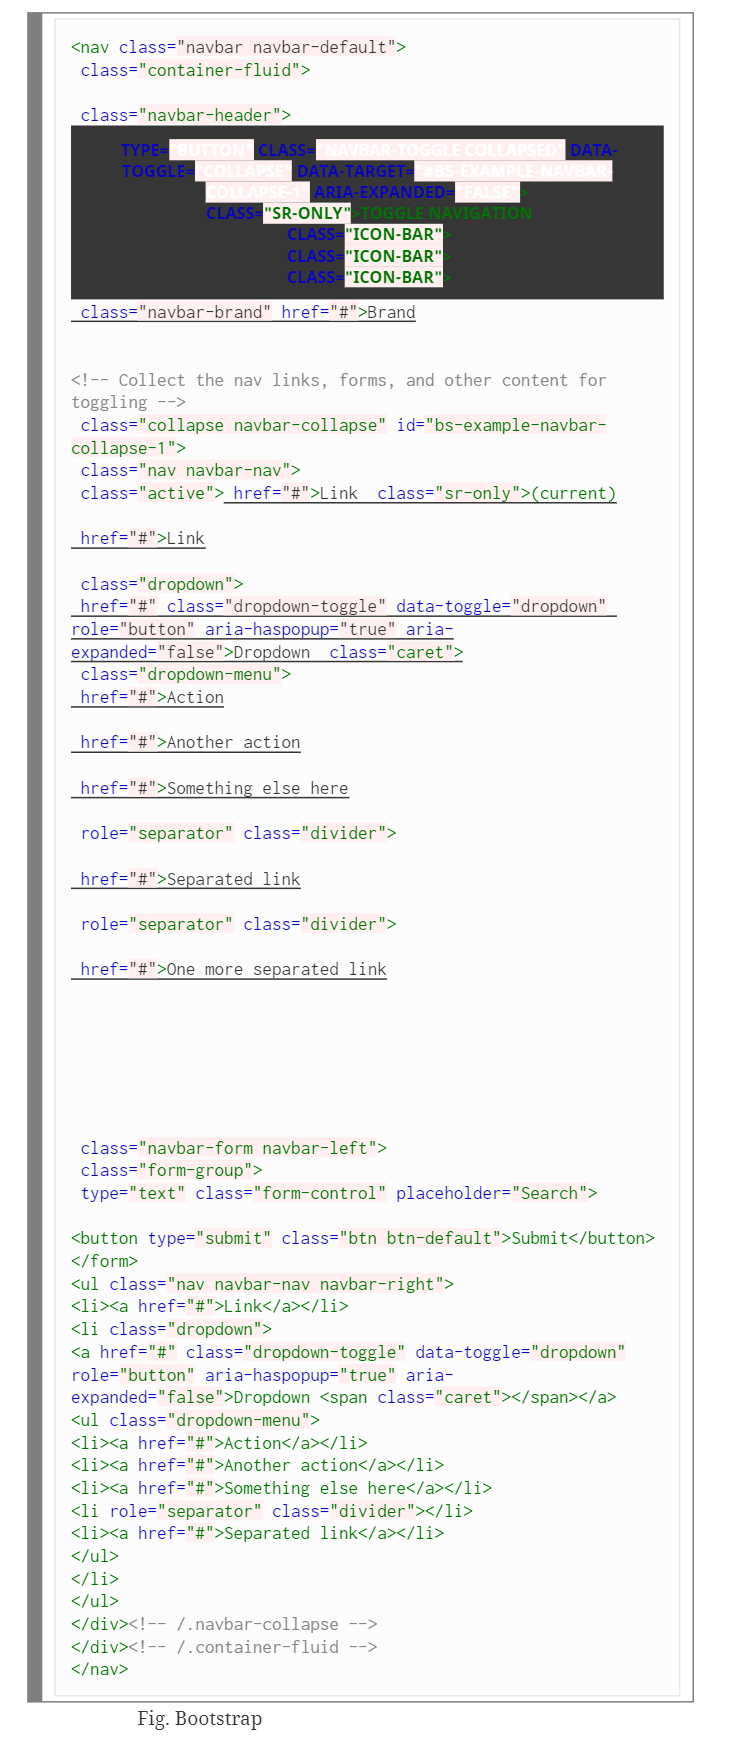 <nav class="navbar navbar-default">
class="container-fluid">
class="navbar-header">
TYPE="BUTTON" CLASS="NAVBAR-TOGGLE COLLAPSED" DATA-
TOGGLE="COLLAPSE" DATA-TARGET="#BS-EXAMPLE-NAVBAR-
COLLAPSE-1" ARIA-EXPANDED="FALSE">
CLASS="SR-ONLY">TOGGLE NAVIGATION
CLASS="ICON-BAR">
CLASS="ICON-BAR">
CLASS="ICON-BAR">
class="navbar-brand" href="#">Brand
<!-- Collect the nav links, forms, and other content for
toggling -->
class="collapse navbar-collapse" id="bs-example-navbar-
collapse-1">
class="nav navbar-nav">
class="active"> href="#">Link class="sr-only">(current)
href="#">Link
class="dropdown">
href="#" class="dropdown-toggle" data-toggle="dropdown"
role="button" aria-haspopup="true" aria-
expanded="false">Dropdown class="caret">
class="dropdown-menu">
href="#">Action
href="#">Another action
href="#">Something else here
role="separator" class="divider">
href="#">Separated link
role="separator" class="divider">
href="#">One more separated link
class="navbar-form navbar-left">
class="form-group">
type="text" class="form-control" placeholder="Search">
<button type="submit" class="btn btn-default">Submit</button>
</form>
<ul class="nav navbar-nav navbar-right">
<li><a href="#">Link</a></li>
<li class="dropdown">
<a href="#" class="dropdown-toggle" data-toggle="dropdown"
role="button" aria-haspopup="true" aria-
expanded="false">Dropdown <span class="caret"></span></a>
<ul class="dropdown-menu">
<li><a href="#">Action</a></li>
<li><a href="#">Another action</a></li>
<li><a href="#">Something else here</a></li>
<li role="separator" class="divider"></li>
<li><a href="#">Separated link</a></li>
</ul>
</li>
</ul>
</div><!-- /.navbar-collapse -->
</div><!-- /.container-fluid -->
</nav>
Fig. Bootstrap